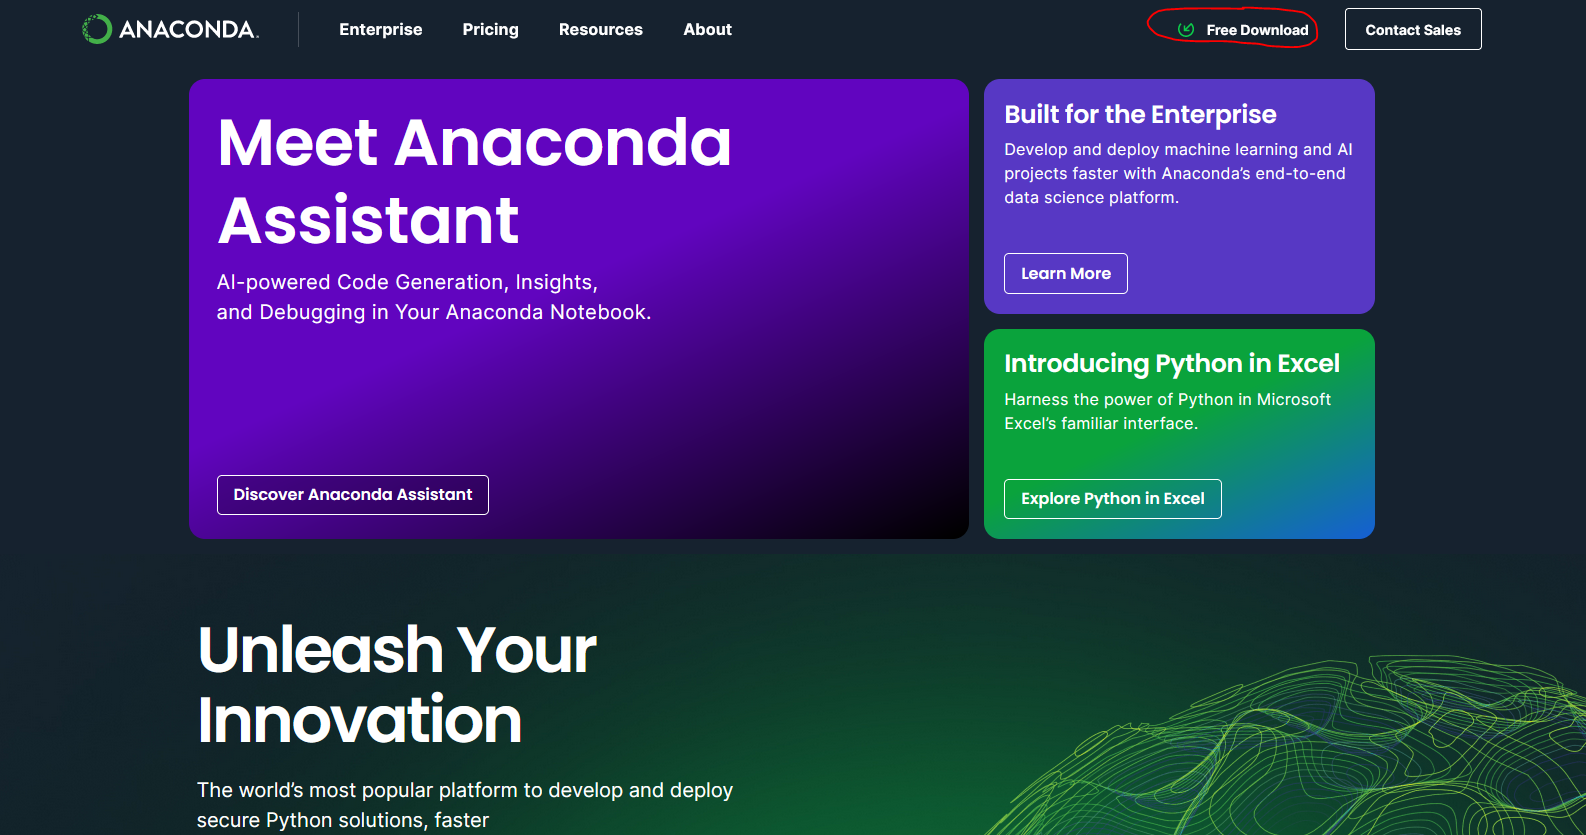 ANACONDA.
Enterprise
Pricing
Resources
About
Free Download
Contact Sales
Meet Anaconda
Assistant
AI-powered Code Generation, Insights,
and Debugging in Your Anaconda Notebook.
Discover Anaconda Assistant
Built for the Enterprise
Develop and deploy machine learning and AI
projects faster with Anaconda’s end-to-end
data science platform.
Learn More
Introducing Python in Excel
Harness the power of Python in Microsoft
Excel’s familiar interface.
Explore Python in Excel
Unleash Your
Innovation
The world’s most popular platform to develop and deploy
secure Python solutions, faster